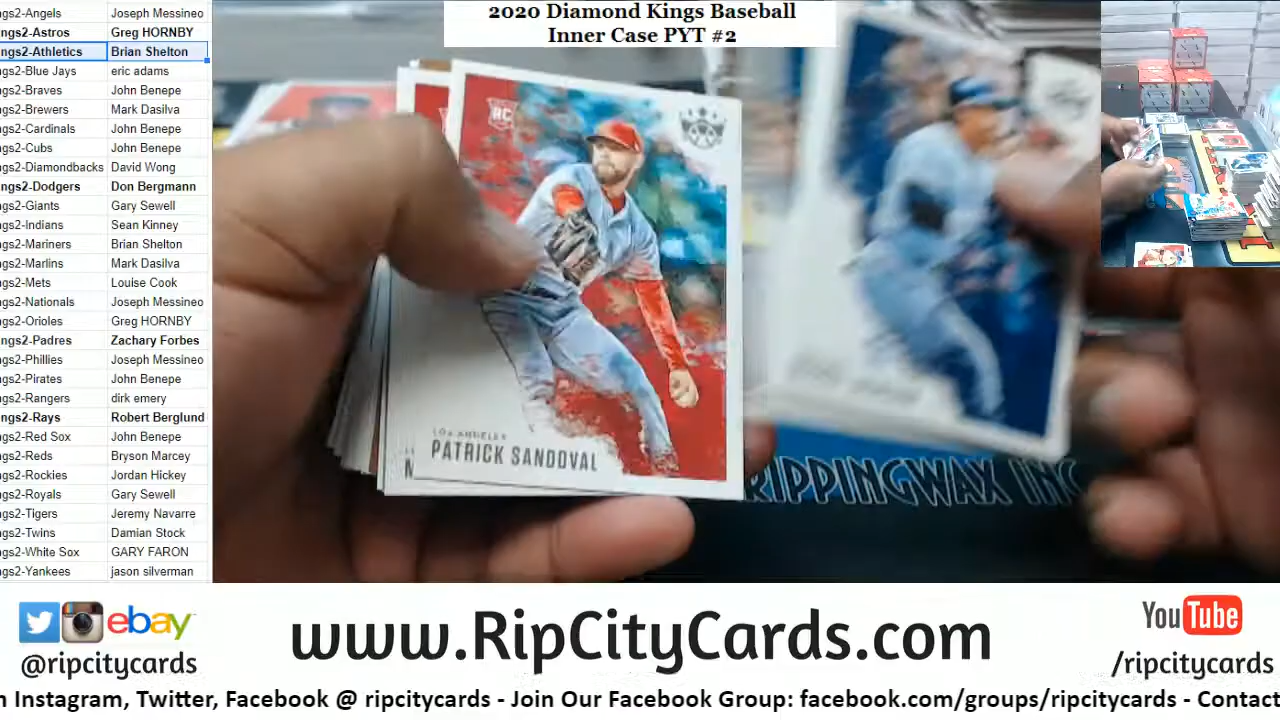 2020 Diamond Kings Baseball
Inner Case PYT #2
ngs2-Angels Joseph Messineo
ngs2-Astros Greg HORNBY
ngs2-Athletics Brian Shelton
ngs2-Blue Jays eric adams
ngs2-Braves John Benepe
ngs2-Brewers Mark Dasilva
ngs2-Cardinals John Benepe
ngs2-Cubs John Benepe
ngs2-Diamondbacks David Wong
ngs2-Dodgers Don Bergmann
ngs2-Giants Gary Sewell
ngs2-Indians Sean Kinney
ngs2-Mariners Brian Shelton
ngs2-Marlins Mark Dasilva
ngs2-Mets Louise Cook
ngs2-Nationals Joseph Messineo
ngs2-Orioles Greg HORNBY
ngs2-Padres Zachary Forbes
ngs2-Phillies Joseph Messineo
ngs2-Pirates John Benepe
ngs2-Rangers dirk emery
ngs2-Rays Robert Berglund
ngs2-Red Sox John Benepe
ngs2-Reds Bryson Marcey
ngs2-Rockies Jordan Hickey
ngs2-Royals Gary Sewell
ngs2-Tigers Jeremy Navarre
ngs2-Twins Damian Stock
ngs2-White Sox GARY FARON
ngs2-Yankees jason silverman
RC
LOS ANGELES
PATRICK SANDOVAL
RIPPINGWAX INC
ebay
@ripcitycards
www.RipCityCards.com
YouTube
/ripcitycards
n Instagram, Twitter, Facebook @ ripcitycards - Join Our Facebook Group: facebook.com/groups/ripcitycards - Contact